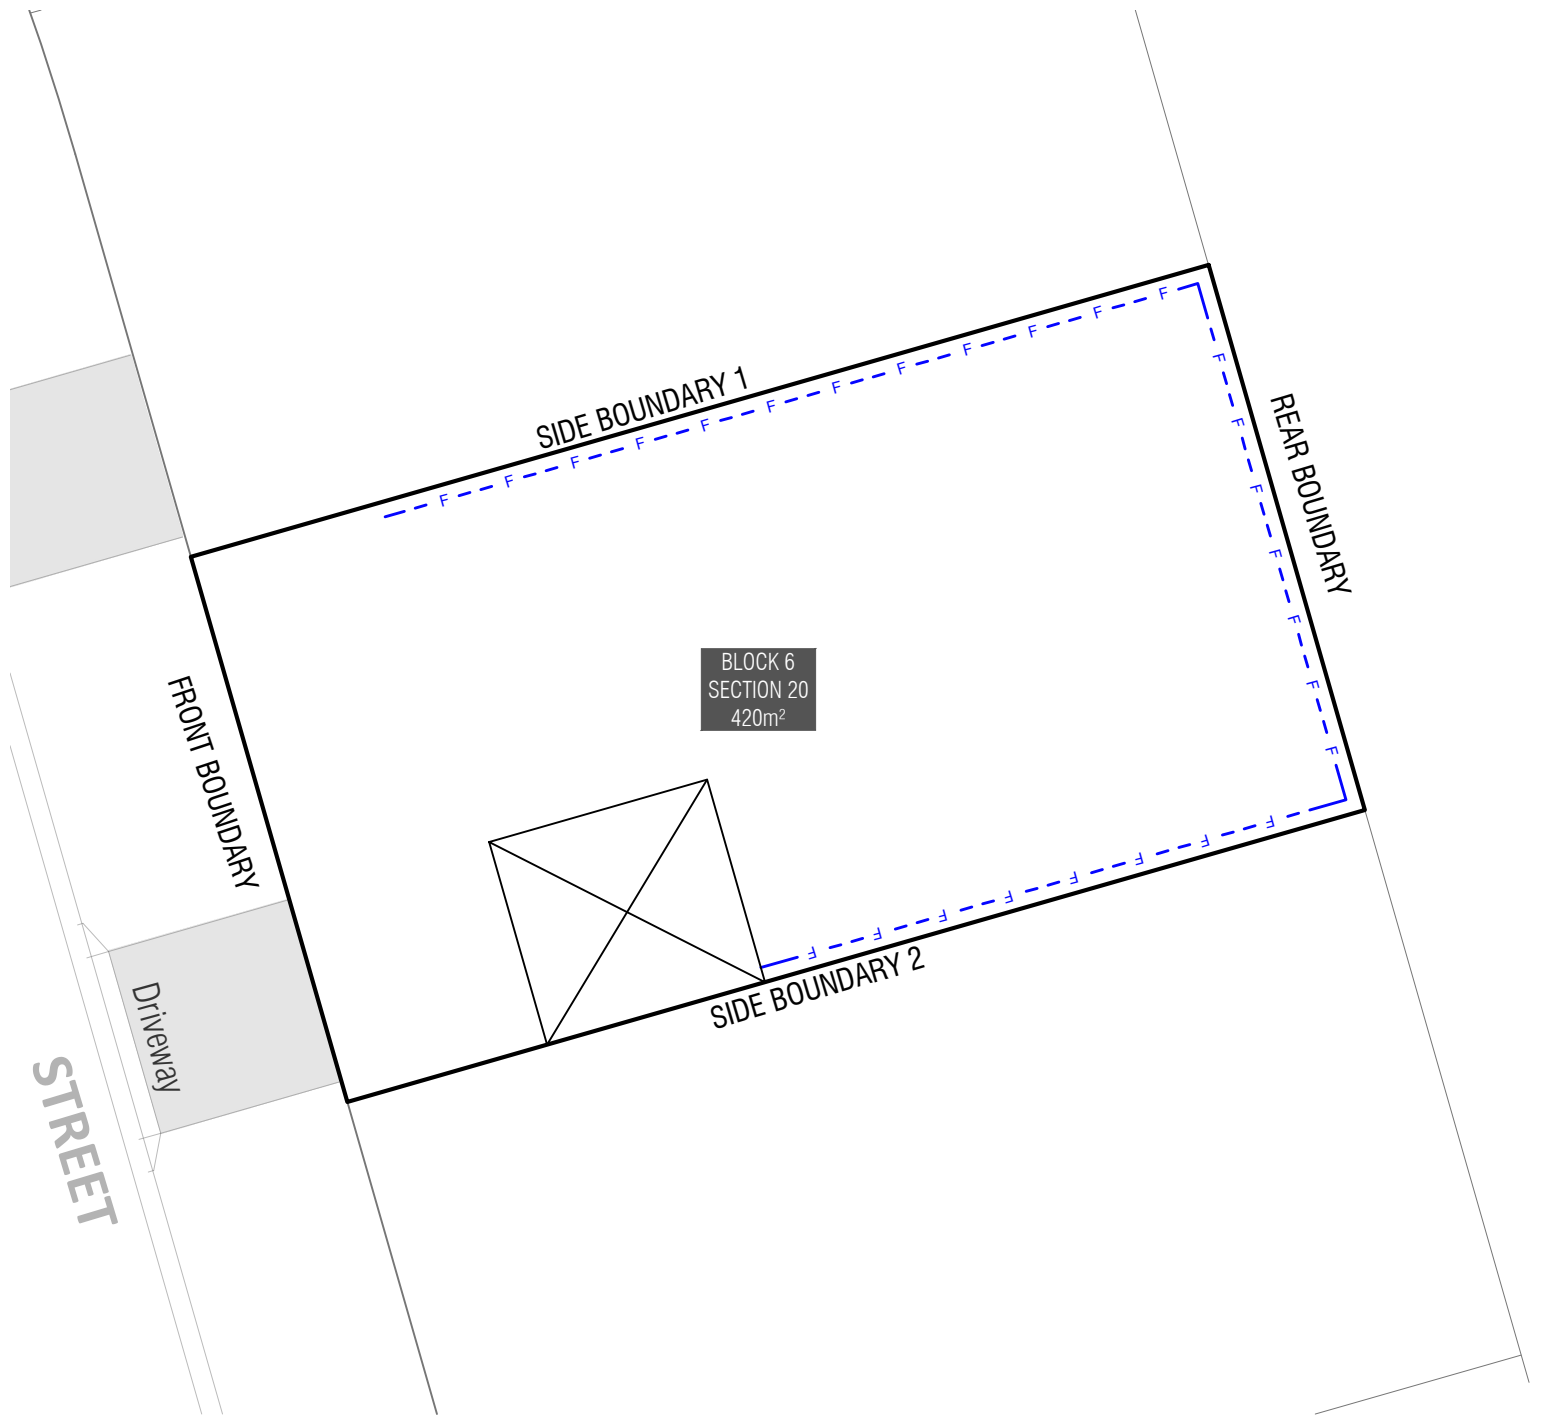 SIDE BOUNDARY 1
F F F F F F F F F F F F
REAR BOUNDARY
F F F F F F F
BLOCK 6
SECTION 20
420m²
FRONT BOUNDARY
F F F F F F F F
SIDE BOUNDARY 2
Driveway
STREET